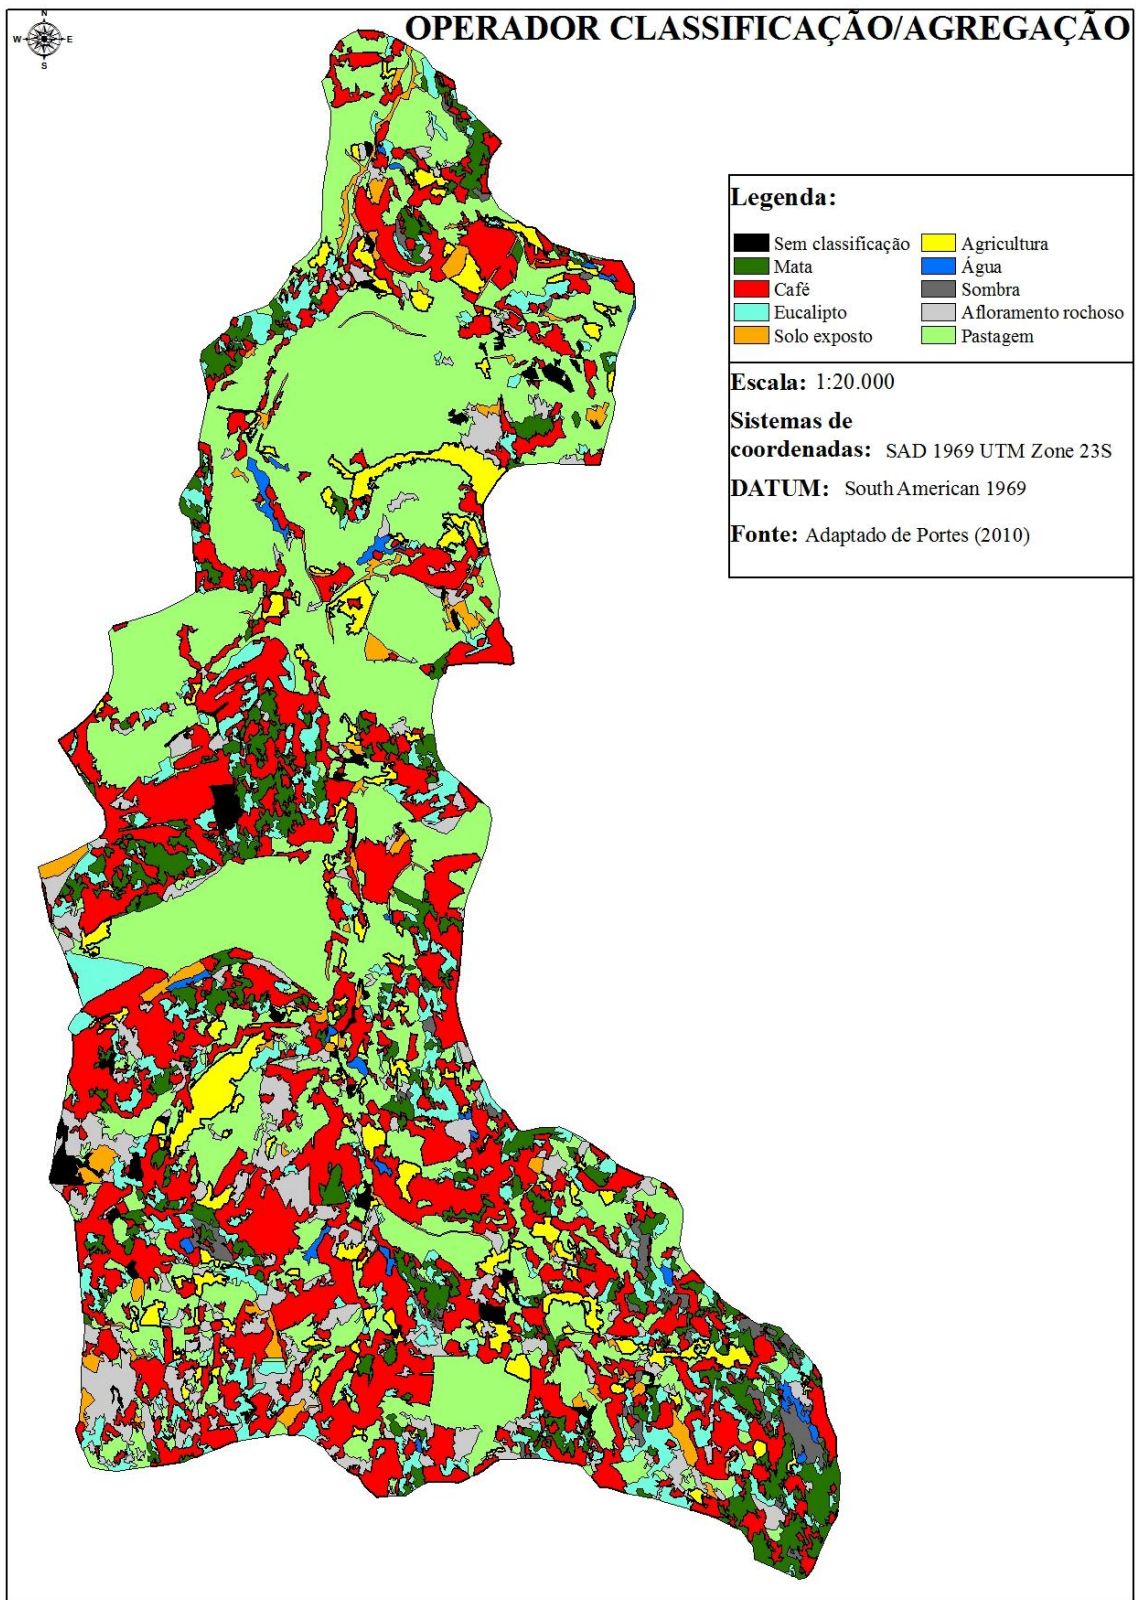 N
W E
S
OPERADOR CLASSIFICAÇÃO/AGREGAÇÃO
Legenda:
Sem classificação Agricultura
Mata Água
Café Sombra
Eucalipto Afloramento rochoso
Solo exposto Pastagem
Escala: 1:20.000
Sistemas de
coordenadas: SAD 1969 UTM Zone 23S
DATUM: South American 1969
Fonte: Adaptado de Portes (2010)